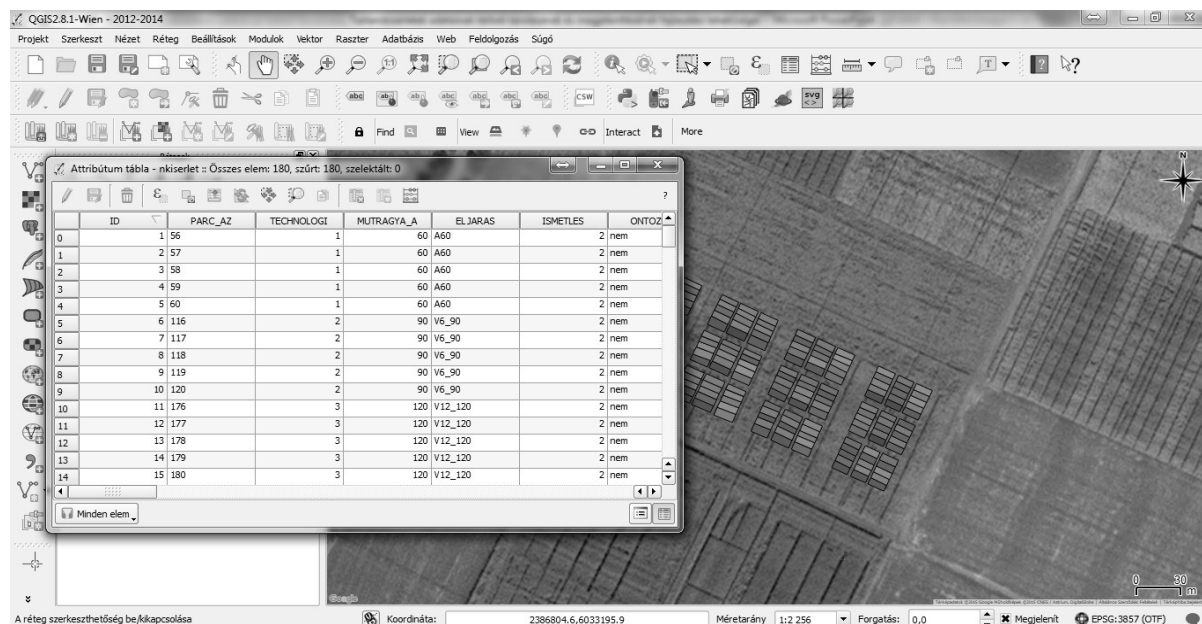 QGIS2.8.1-Wien - 2012-2014
Projekt Szerkeszt Nézet Réteg Beállítások Modulok Vektor Raszter Adatbázis Web Feldolgozás Súgó
Find View Interact More
Attribútum tábla - nkiserlet :: Összes elem: 180, szűrt: 180, szelektált: 0
ID PARC_AZ TECHNOLOGI MUTRAGYA_A ELJARAS ISMETLES ONTOZ
0 1 56 1 60 A60 2 nem
1 2 57 1 60 A60 2 nem
2 3 58 1 60 A60 2 nem
3 4 59 1 60 A60 2 nem
4 5 60 1 60 A60 2 nem
5 6 116 2 90 V6_90 2 nem
6 7 117 2 90 V6_90 2 nem
7 8 118 2 90 V6_90 2 nem
8 9 119 2 90 V6_90 2 nem
9 10 120 2 90 V6_90 2 nem
10 11 176 3 120 V12_120 2 nem
11 12 177 3 120 V12_120 2 nem
12 13 178 3 120 V12_120 2 nem
13 14 179 3 120 V12_120 2 nem
14 15 180 3 120 V12_120 2 nem
Minden elem
N
0 30
m
Google
A réteg szerkeszthetőség be/kikapcsolása Koordináta: 2386804.6,6033195.9 Méretarány 1:2 256 Forgatás: 0,0 Megjelenít EPSG:3857 (OTF)